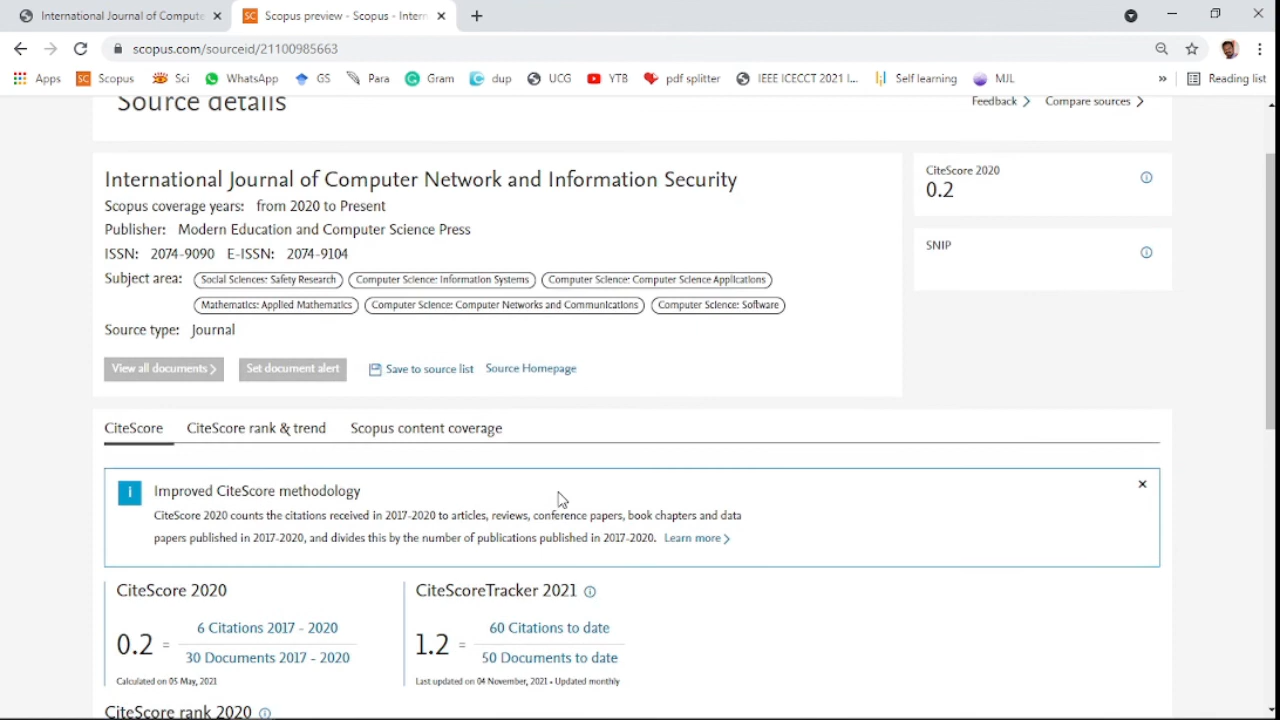 International Journal of Compute
Scopus preview - Scopus - Intern
scopus.com/sourceid/21100985663
Apps
SC Scopus
Sci
WhatsApp
GS
Para
Gram
dup
UCG
YTB
pdf splitter
IEEE ICECCT 2021 I...
Self learning
MJL
»
Reading list
Source details
Feedback >
Compare sources >
International Journal of Computer Network and Information Security
Scopus coverage years: from 2020 to Present
Publisher: Modern Education and Computer Science Press
ISSN: 2074-9090 E-ISSN: 2074-9104
Subject area: Social Sciences: Safety Research Computer Science: Information Systems Computer Science: Computer Science Applications
Mathematics: Applied Mathematics Computer Science: Computer Networks and Communications Computer Science: Software
Source type: Journal
View all documents > Set document alert Save to source list Source Homepage
CiteScore 2020
0.2
SNIP
CiteScore CiteScore rank & trend Scopus content coverage
i Improved CiteScore methodology
CiteScore 2020 counts the citations received in 2017-2020 to articles, reviews, conference papers, book chapters and data
papers published in 2017-2020, and divides this by the number of publications published in 2017-2020. Learn more >
CiteScore 2020
0.2 =
6 Citations 2017 - 2020
30 Documents 2017 - 2020
Calculated on 05 May, 2021
CiteScoreTracker 2021
1.2 =
60 Citations to date
50 Documents to date
Last updated on 04 November, 2021 • Updated monthly
CiteScore rank 2020